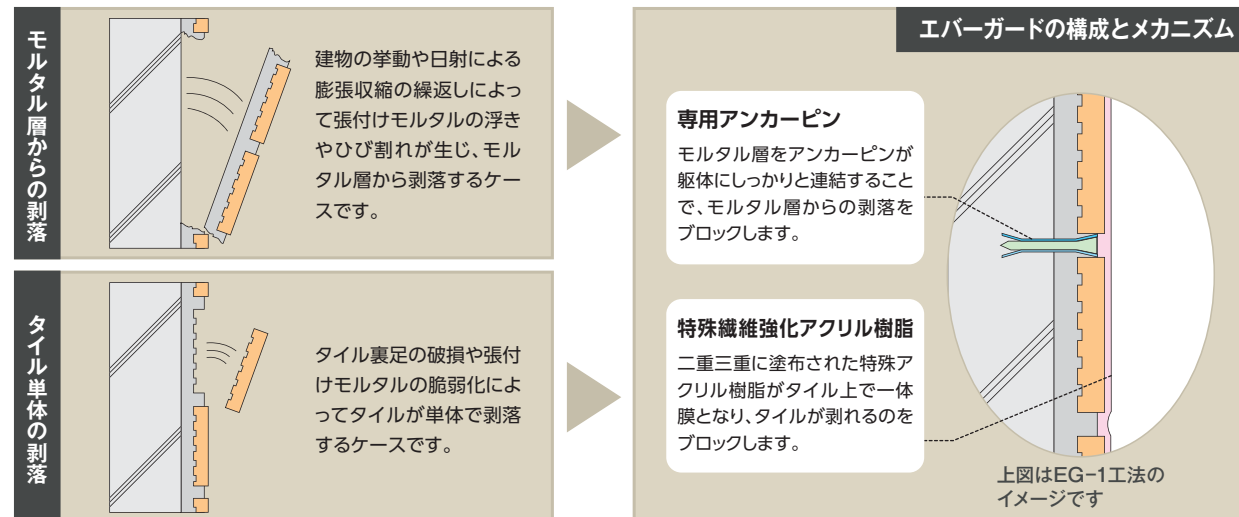 モルタル層からの剥落
建物の挙動や日射による
膨張収縮の繰返しによっ
て張付けモルタルの浮き
やひび割れが生じ、モル
タル層から剥落するケー
スです。
タイル単体の剥落
タイル裏足の破損や張付
けモルタルの脆弱化によ
ってタイルが単体で剥落
するケースです。
エバーガードの構成とメカニズム
専用アンカーピン
モルタル層をアンカーピンが
躯体にしっかりと連結すること
で、モルタル層からの剥落を
ブロックします。
特殊繊維強化アクリル樹脂
二重三重に塗布された特殊ア
クリル樹脂がタイル上で一体
膜となり、タイルが剥れるのを
ブロックします。
上図はEG-1工法の
イメージです